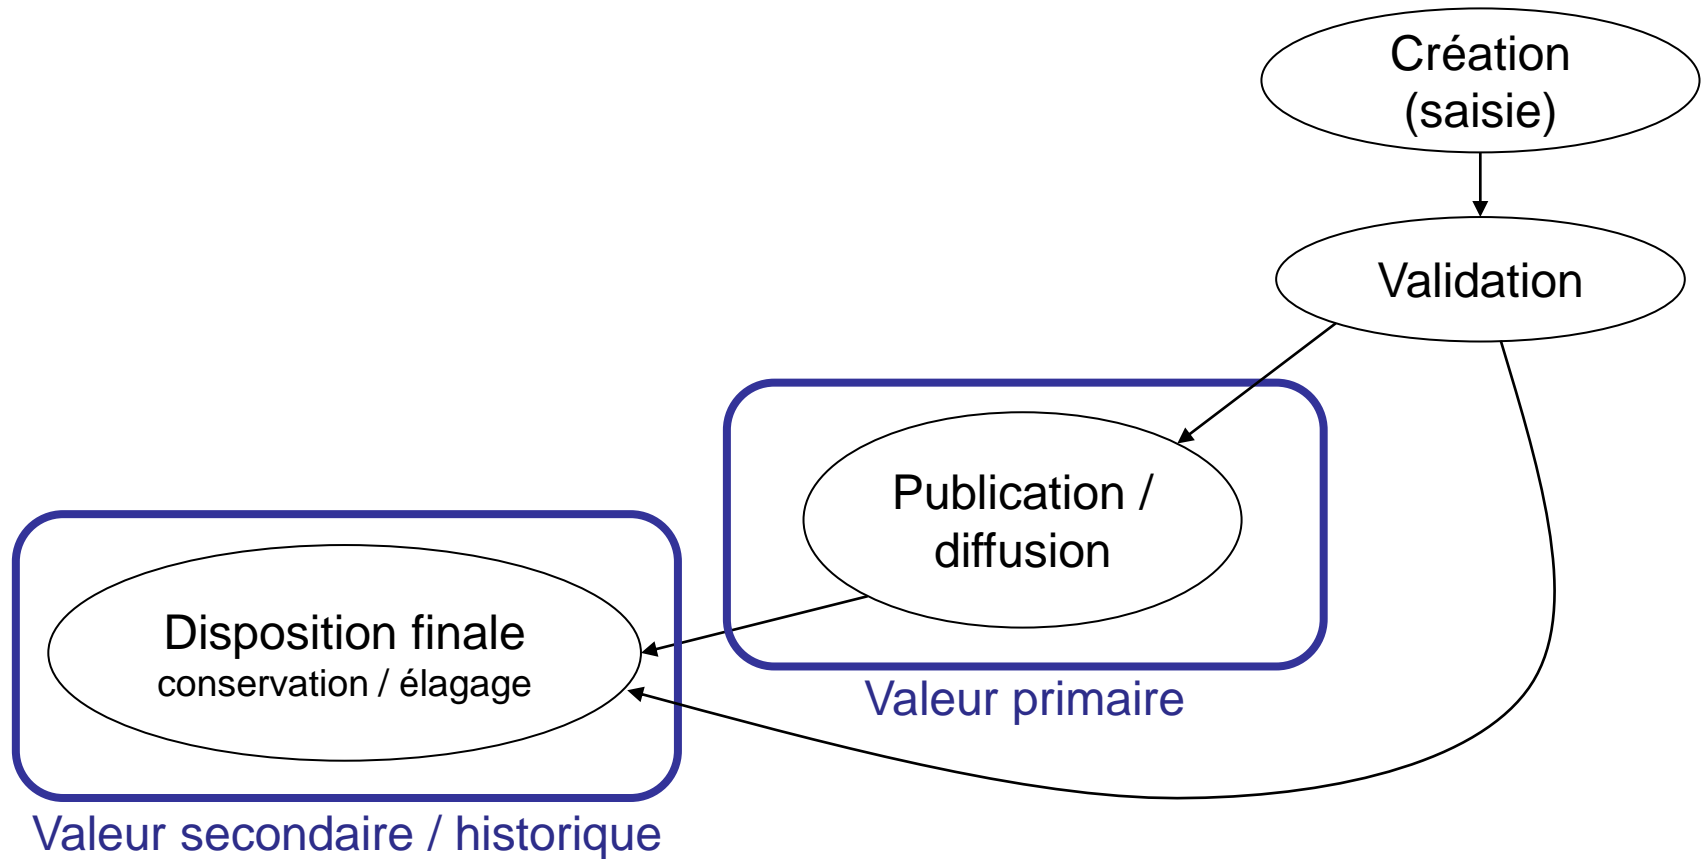 Création
(saisie)
Validation
Publication /
diffusion
Valeur primaire
Disposition finale
conservation / élagage
Valeur secondaire / historique